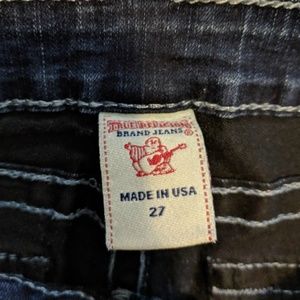 TRUE RELIGION®
BRAND JEANS
MADE IN USA
27